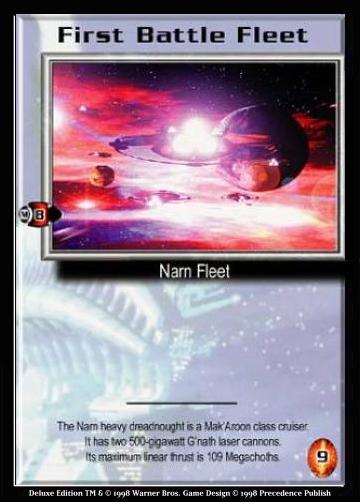 First Battle Fleet
M 8
Narn Fleet
The Narn heavy dreadnought is a Mak'Aroon class cruiser.
It has two 500-gigawatt G'nath laser cannons.
Its maximum linear thrust is 109 Megachoths.
9
Deluxe Edition TM & © 1998 Warner Bros. Game Design © 1998 Precedence Publish